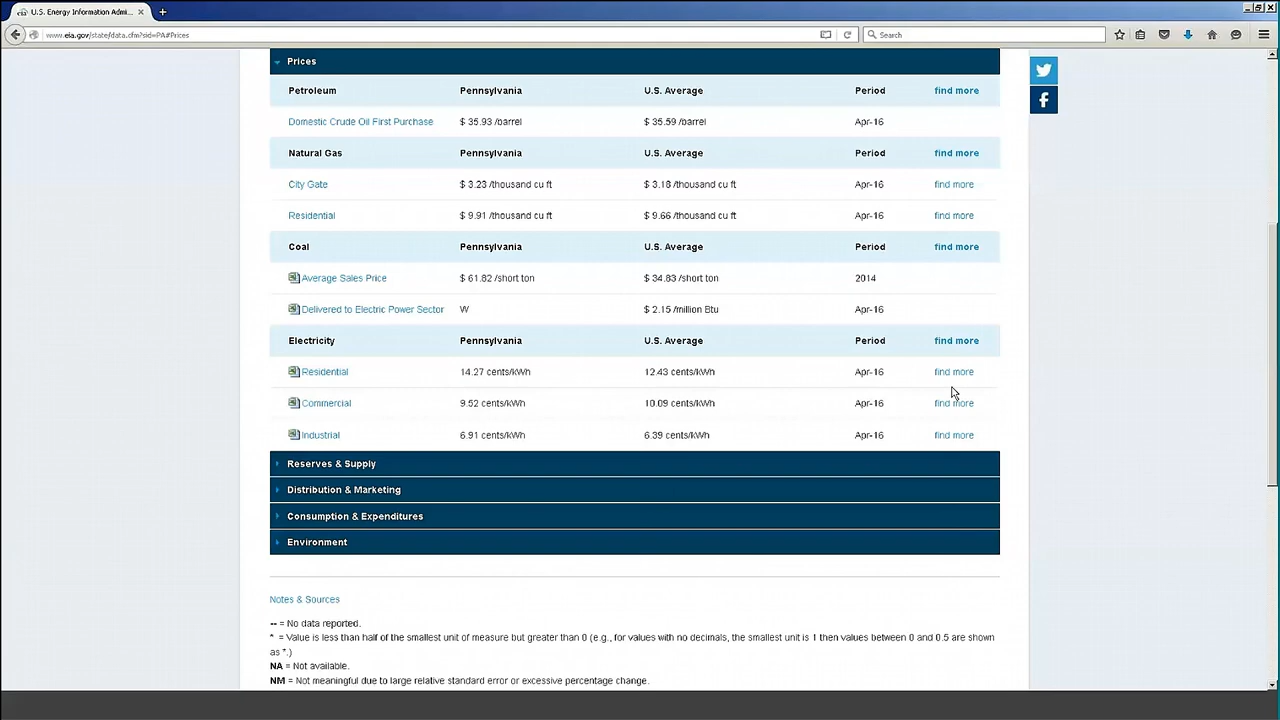 U.S. Energy Information Admi...
www.eia.gov/state/data.cfm?sid=PA#Prices
Search
Prices
Petroleum Pennsylvania U.S. Average Period find more
Domestic Crude Oil First Purchase $ 35.93 /barrel $ 35.59 /barrel Apr-16
Natural Gas Pennsylvania U.S. Average Period find more
City Gate $ 3.23 /thousand cu ft $ 3.18 /thousand cu ft Apr-16 find more
Residential $ 9.91 /thousand cu ft $ 9.66 /thousand cu ft Apr-16 find more
Coal Pennsylvania U.S. Average Period find more
Average Sales Price $ 61.82 /short ton $ 34.83 /short ton 2014
Delivered to Electric Power Sector W $ 2.15 /million Btu Apr-16
Electricity Pennsylvania U.S. Average Period find more
Residential 14.27 cents/kWh 12.43 cents/kWh Apr-16 find more
Commercial 9.52 cents/kWh 10.09 cents/kWh Apr-16 find more
Industrial 6.91 cents/kWh 6.39 cents/kWh Apr-16 find more
Reserves & Supply
Distribution & Marketing
Consumption & Expenditures
Environment
Notes & Sources
-- = No data reported.
* = Value is less than half of the smallest unit of measure but greater than 0 (e.g., for values with no decimals, the smallest unit is 1 then values between 0 and 0.5 are shown
as *.)
NA = Not available.
NM = Not meaningful due to large relative standard error or excessive percentage change.